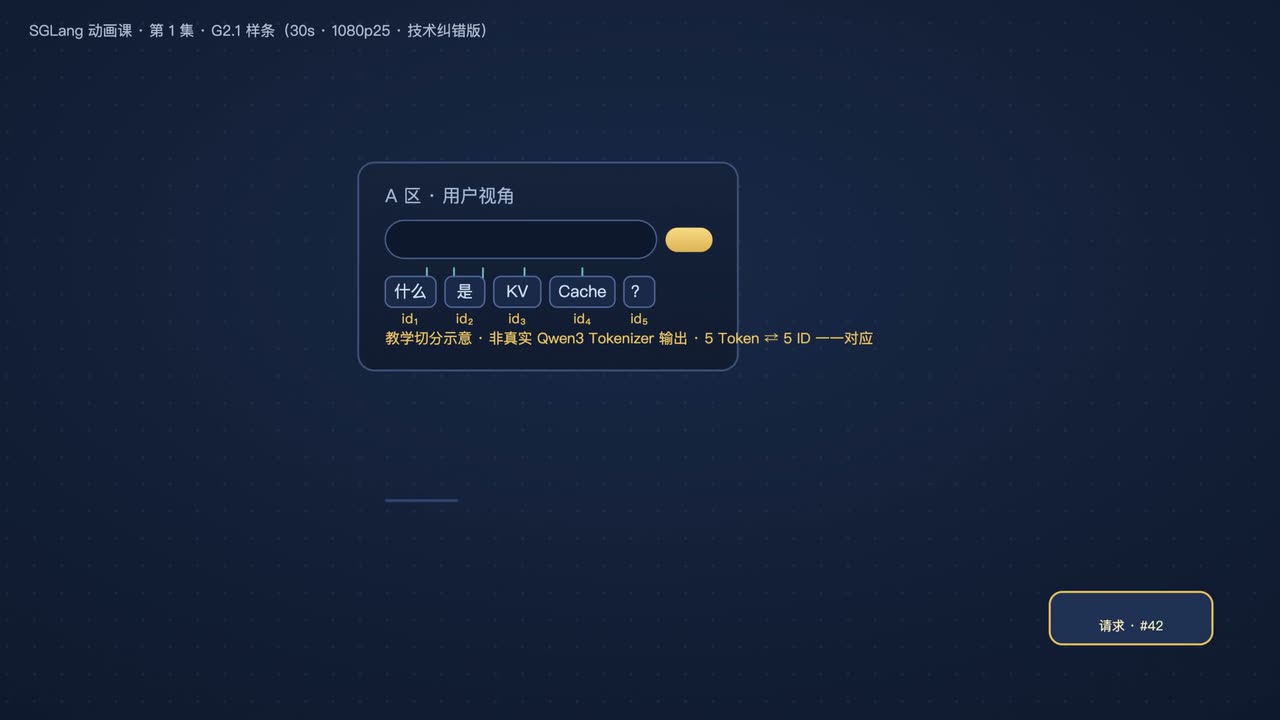 SGLang 动画课 · 第 1 集 · G2.1 样条（30s · 1080p25 · 技术纠错版）
A 区 · 用户视角
什么 是 KV Cache ？
id₁ id₂ id₃ id₄ id₅
教学切分示意 · 非真实 Qwen3 Tokenizer 输出 · 5 Token ⇄ 5 ID 一一对应
请求 · #42